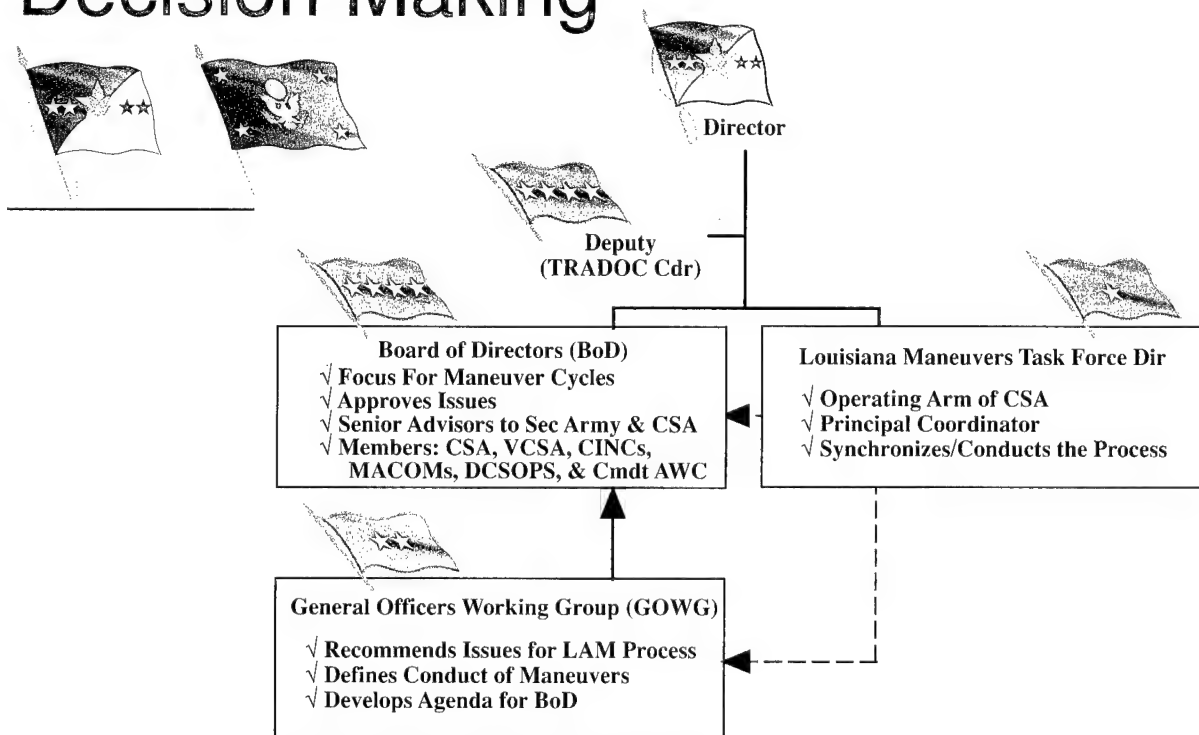 Decision Making
Director
Deputy
(TRADOC Cdr)
Board of Directors (BoD)
√ Focus For Maneuver Cycles
√ Approves Issues
√ Senior Advisors to Sec Army & CSA
√ Members: CSA, VCSA, CINCs,
MACOMs, DCSOPS, & Cmdt AWC
Louisiana Maneuvers Task Force Dir
√ Operating Arm of CSA
√ Principal Coordinator
√ Synchronizes/Conducts the Process
General Officers Working Group (GOWG)
√ Recommends Issues for LAM Process
√ Defines Conduct of Maneuvers
√ Develops Agenda for BoD